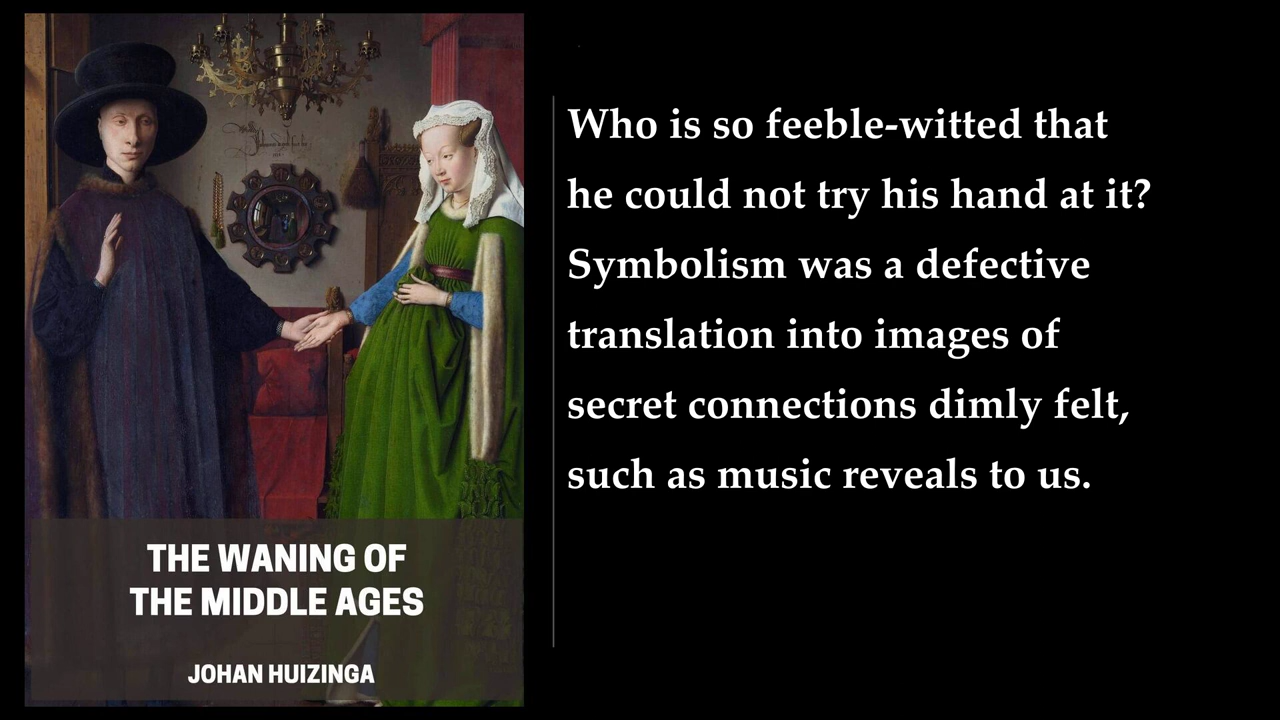 THE WANING OF
THE MIDDLE AGES
JOHAN HUIZINGA
Who is so feeble-witted that
he could not try his hand at it?
Symbolism was a defective
translation into images of
secret connections dimly felt,
such as music reveals to us.